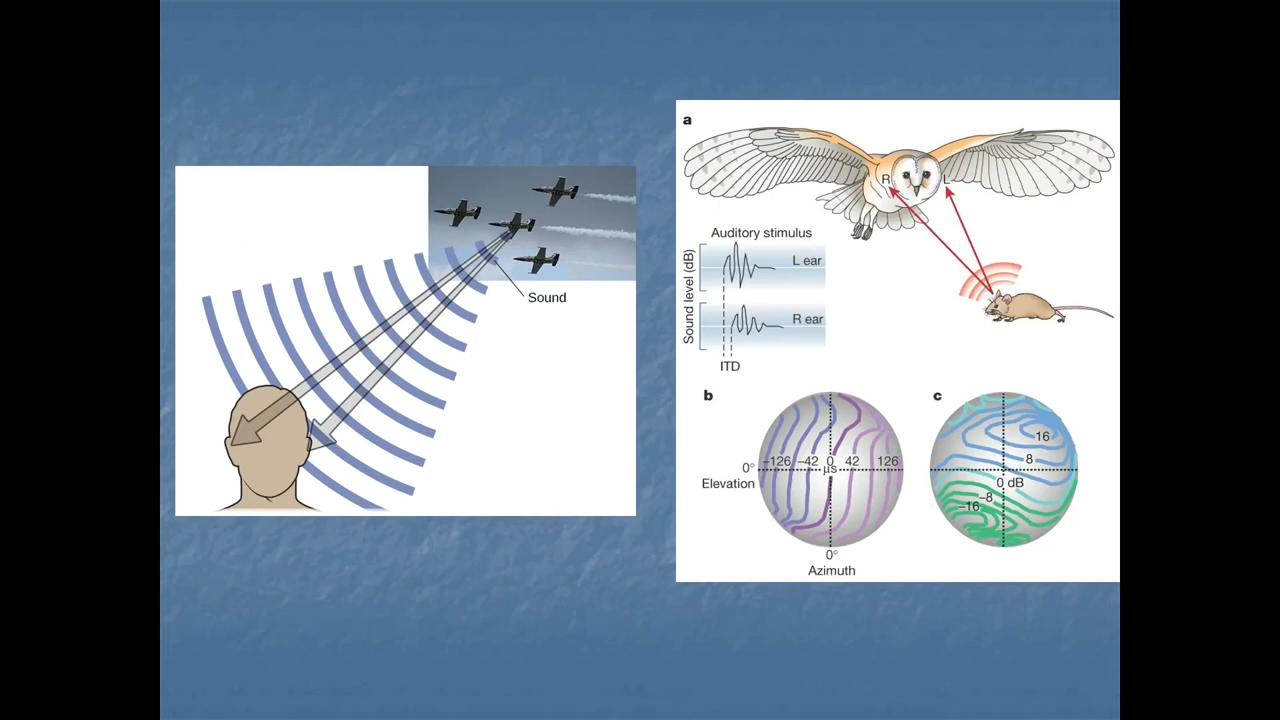 Sound
a
R
L
Auditory stimulus
Sound level (dB)
L ear
R ear
ITD
b
0°
Elevation
–126 –42 0 42 126
µs
0°
Azimuth
c
16
8
0 dB
–8
–16